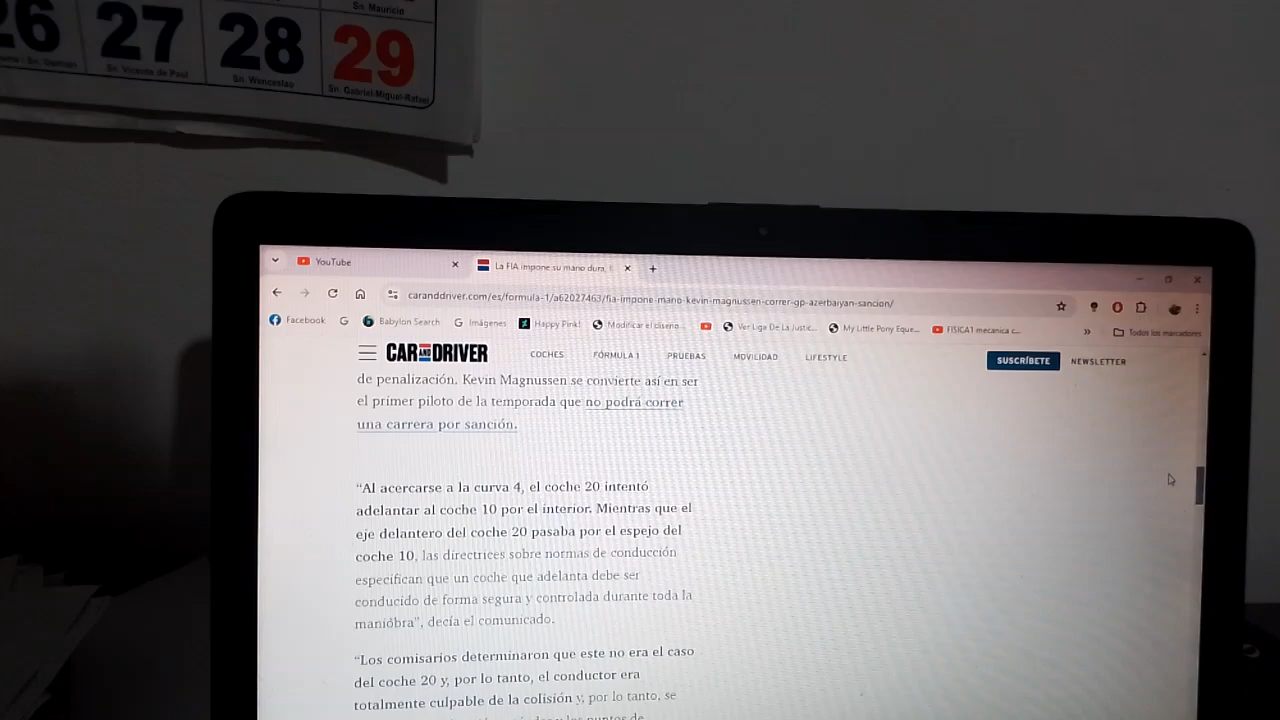 Sn. Mauricio
26 27 28 29
Sn. Vicente de Paul Sn. Wenceslao Sn. Gabriel-Miguel-Rafael
YouTube La FIA impone su mano dura,
caranddriver.com/es/formula-1/a62027463/fia-impone-mano-kevin-magnussen-correr-gp-azerbaiyan-sancion/
Facebook Babylon Search Imágenes Happy Pink! Modificar el diseño... Ver Liga De La Justic... My Little Pony Eque... FISICA1 mecanica c... » Todos los marcadores
CAR AND DRIVER COCHES FÓRMULA 1 PRUEBAS MOVILIDAD LIFESTYLE SUSCRÍBETE NEWSLETTER
de penalización. Kevin Magnussen se convierte así en ser
el primer piloto de la temporada que no podrá correr
una carrera por sanción.
“Al acercarse a la curva 4, el coche 20 intentó
adelantar al coche 10 por el interior. Mientras que el
eje delantero del coche 20 pasaba por el espejo del
coche 10, las directrices sobre normas de conducción
especifican que un coche que adelanta debe ser
conducido de forma segura y controlada durante toda la
maniobra”, decía el comunicado.
“Los comisarios determinaron que este no era el caso
del coche 20 y, por lo tanto, el conductor era
totalmente culpable de la colisión y, por lo tanto, se